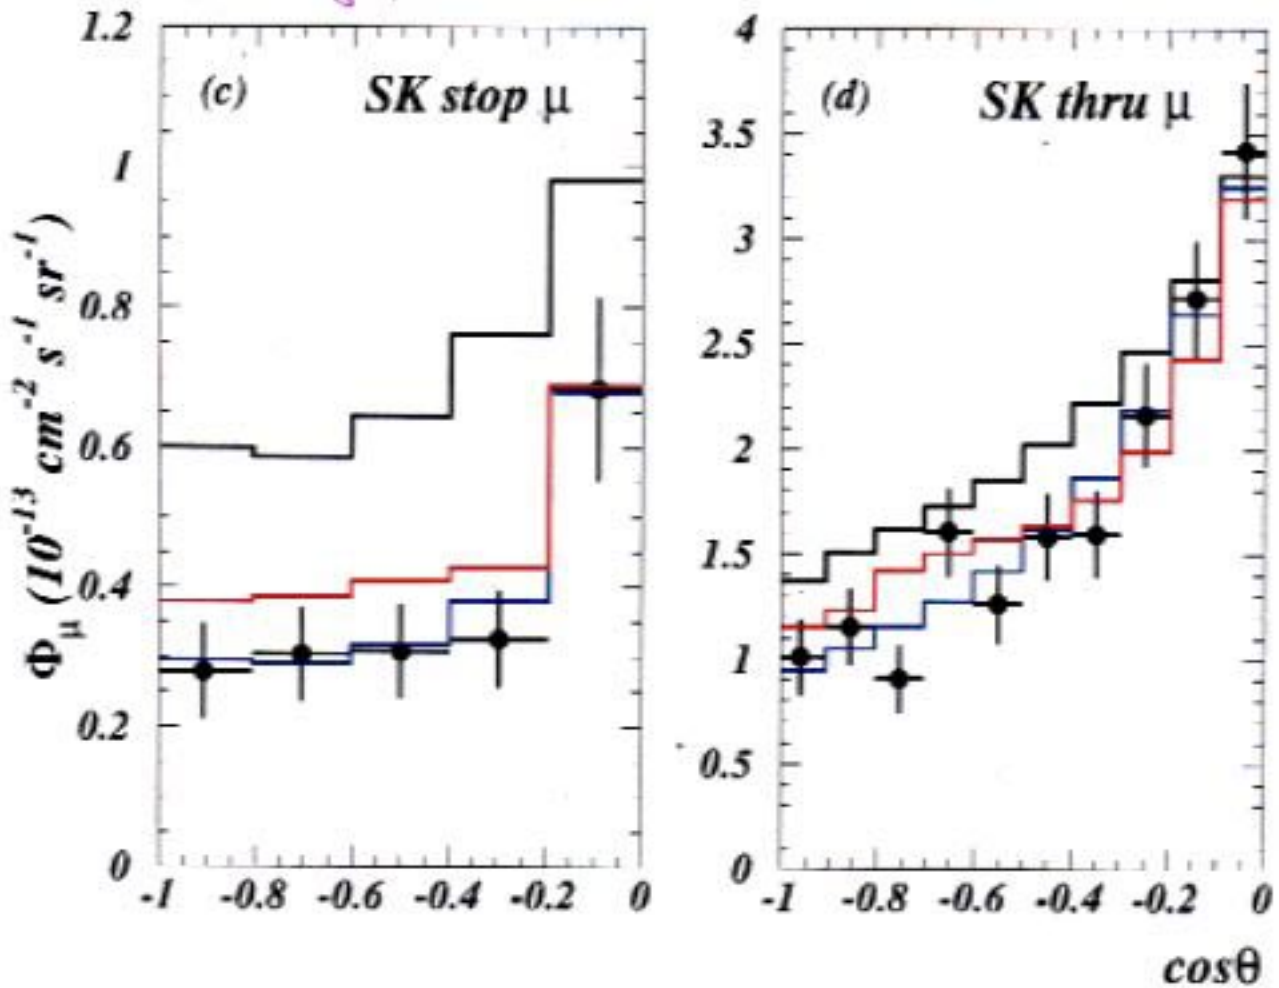 (c) SK stop μ
1.2
1
0.8
0.6
0.4
0.2
0
-1 -0.8 -0.6 -0.4 -0.2 0
Φμ (10⁻¹³ cm⁻² s⁻¹ sr⁻¹)
(d) SK thru μ
4
3.5
3
2.5
2
1.5
1
0.5
0
-1 -0.8 -0.6 -0.4 -0.2 0
cosθ